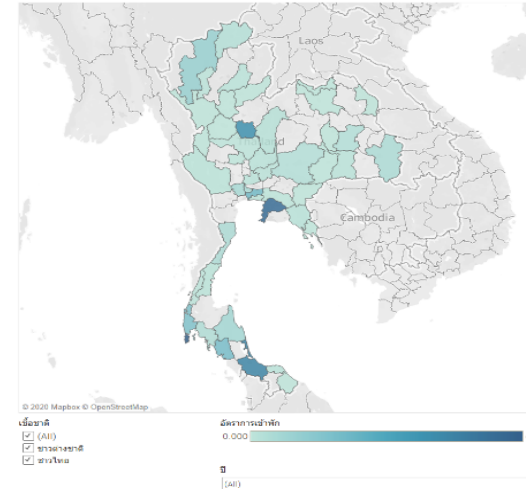 Laos
Thailand
Cambodia
© 2020 Mapbox © OpenStreetMap
เชื้อชาติ
(All)
ชาวต่างชาติ
ชาวไทย
อัตราการเข้าพัก
0.000
ปี
(All)